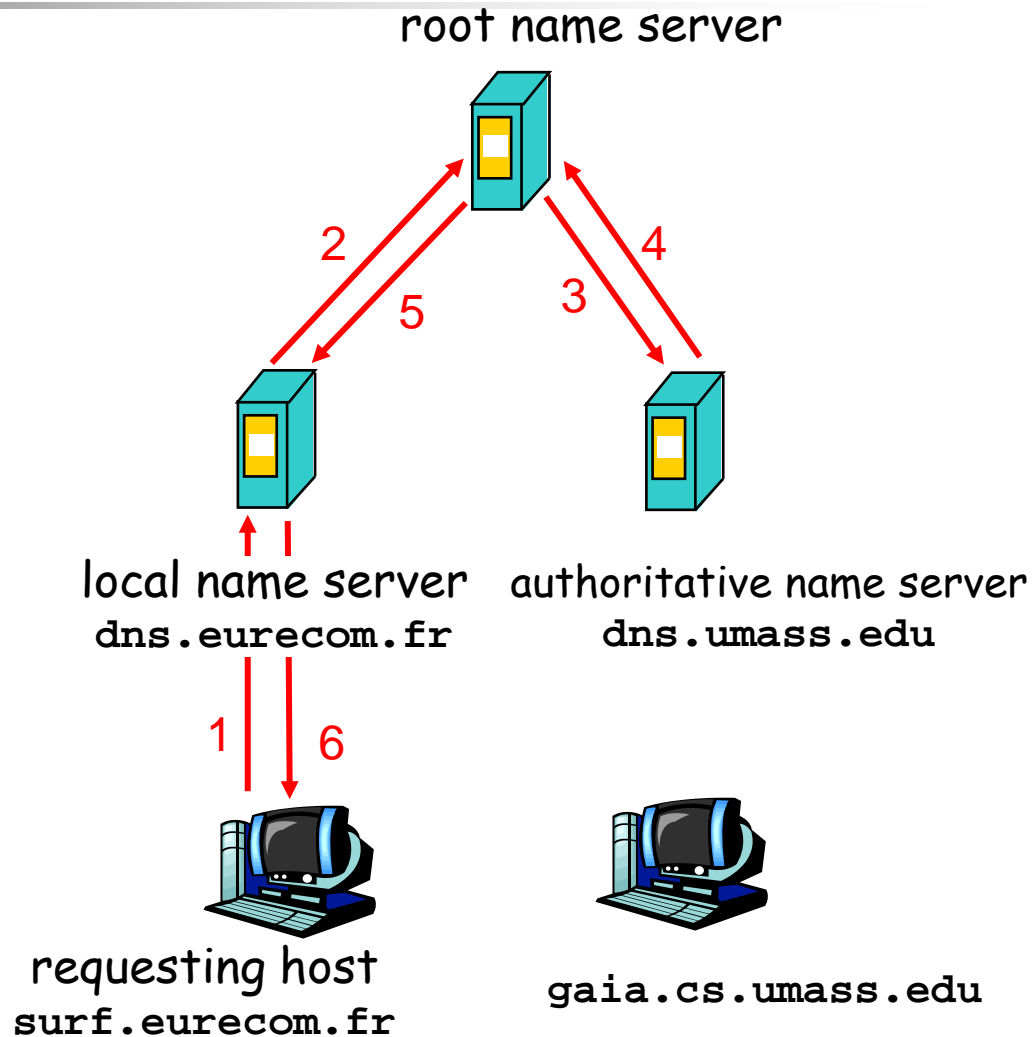 root name server
2
4
3
5
local name server
authoritative name server
dns.eurecom.fr
dns.umass.edu
1
6
requesting host
surf.eurecom.fr
gaia.cs.umass.edu